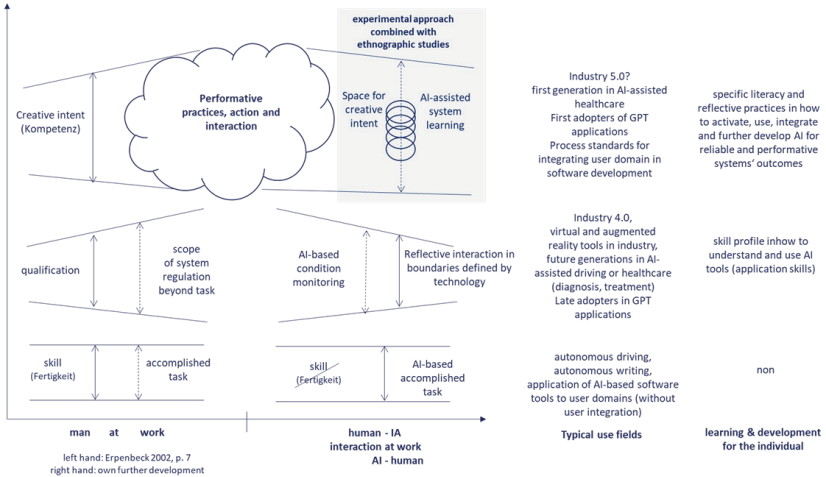 experimental approach
combined with
ethnographic studies
Creative intent
(Kompetenz)
Performative
practices, action and
interaction
Space for
creative
intent
AI-assisted
system
learning
Industry 5.0?
first generation in AI-assisted
healthcare
First adopters of GPT
applications
Process standards for
integrating user domain in
software development
specific literacy and
reflective practices in how
to activate, use, integrate
and further develop AI for
reliable and performative
systems' outcomes
qualification
scope
of system
regulation
beyond task
AI-based
condition
monitoring
Reflective interaction in
boundaries defined by
technology
Industry 4.0,
virtual and augmented
reality tools in industry,
future generations in AI-
assisted driving or healthcare
(diagnosis, treatment)
Late adopters in GPT
applications
skill profile inhow to
understand and use AI
tools (application skills)
skill
(Fertigkeit)
accomplished
task
skill
(Fertigkeit)
AI-based
accomplished
task
autonomous driving,
autonomous writing,
application of AI-based software
tools to user domains (without
user integration)
non
man at work
human - IA
interaction at work
AI - human
Typical use fields
learning & development
for the individual
left hand: Erpenbeck 2002, p. 7
right hand: own further development